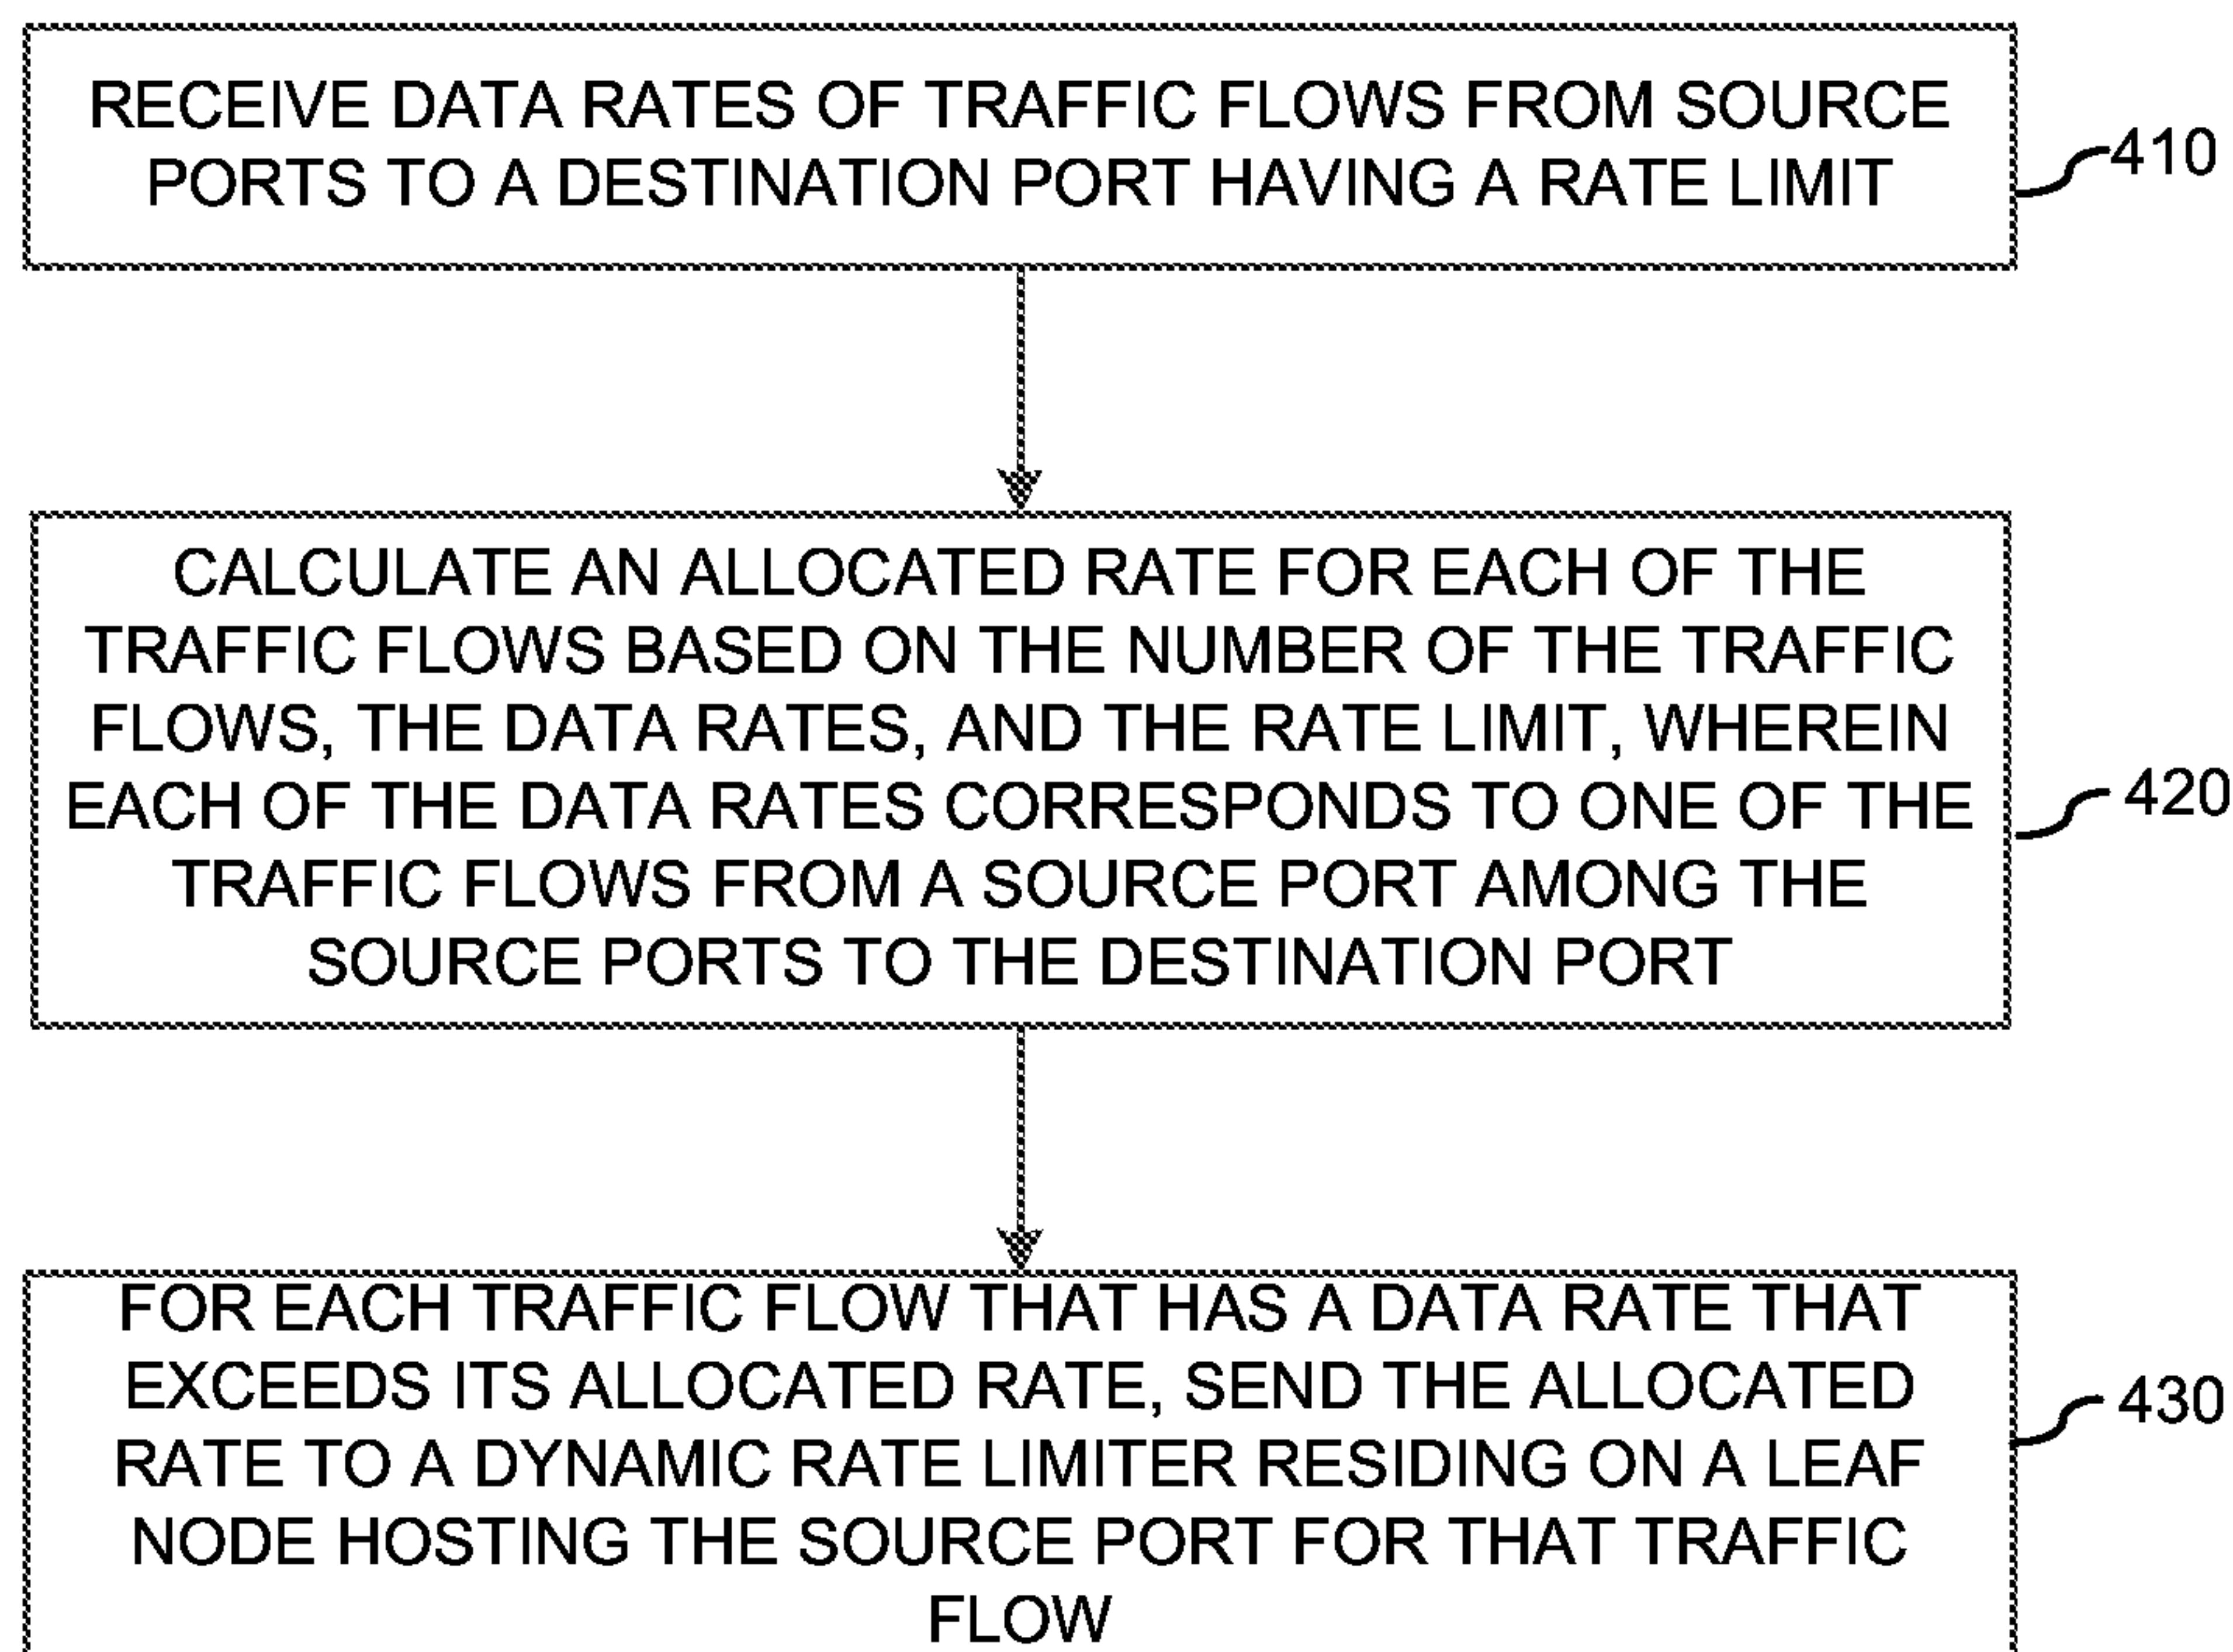 RECEIVE DATA RATES OF TRAFFIC FLOWS FROM SOURCE
PORTS TO A DESTINATION PORT HAVING A RATE LIMIT
410
CALCULATE AN ALLOCATED RATE FOR EACH OF THE
TRAFFIC FLOWS BASED ON THE NUMBER OF THE TRAFFIC
FLOWS, THE DATA RATES, AND THE RATE LIMIT, WHEREIN
EACH OF THE DATA RATES CORRESPONDS TO ONE OF THE
TRAFFIC FLOWS FROM A SOURCE PORT AMONG THE
SOURCE PORTS TO THE DESTINATION PORT
420
FOR EACH TRAFFIC FLOW THAT HAS A DATA RATE THAT
EXCEEDS ITS ALLOCATED RATE, SEND THE ALLOCATED
RATE TO A DYNAMIC RATE LIMITER RESIDING ON A LEAF
NODE HOSTING THE SOURCE PORT FOR THAT TRAFFIC
FLOW
430